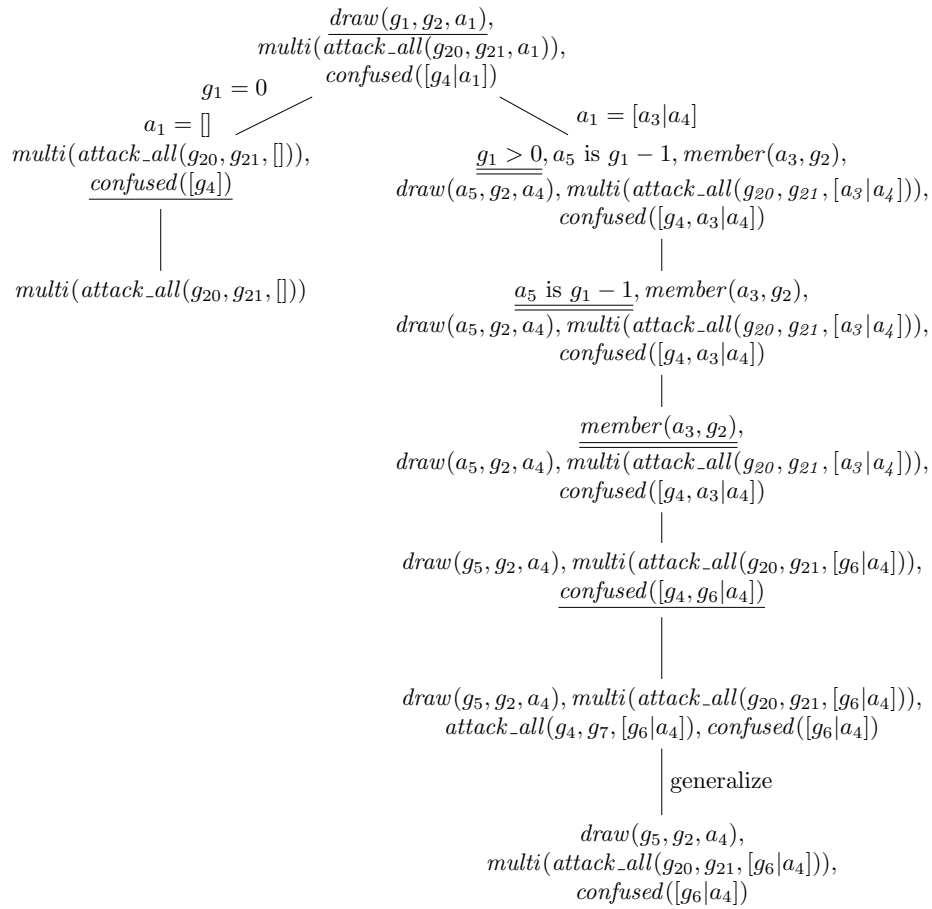 draw(g₁, g₂, a₁),
multi(attack_all(g₂₀, g₂₁, a₁)),
confused([g₄|a₁])
g₁ = 0
a₁ = []
a₁ = [a₃|a₄]
multi(attack_all(g₂₀, g₂₁, [])),
confused([g₄])
multi(attack_all(g₂₀, g₂₁, []))
g₁ > 0, a₅ is g₁ − 1, member(a₃, g₂),
draw(a₅, g₂, a₄), multi(attack_all(g₂₀, g₂₁, [a₃|a₄])),
confused([g₄, a₃|a₄])
a₅ is g₁ − 1, member(a₃, g₂),
draw(a₅, g₂, a₄), multi(attack_all(g₂₀, g₂₁, [a₃|a₄])),
confused([g₄, a₃|a₄])
member(a₃, g₂),
draw(a₅, g₂, a₄), multi(attack_all(g₂₀, g₂₁, [a₃|a₄])),
confused([g₄, a₃|a₄])
draw(g₅, g₂, a₄), multi(attack_all(g₂₀, g₂₁, [g₆|a₄])),
confused([g₄, g₆|a₄])
draw(g₅, g₂, a₄), multi(attack_all(g₂₀, g₂₁, [g₆|a₄])),
attack_all(g₄, g₇, [g₆|a₄]), confused([g₆|a₄])
generalize
draw(g₅, g₂, a₄),
multi(attack_all(g₂₀, g₂₁, [g₆|a₄])),
confused([g₆|a₄])